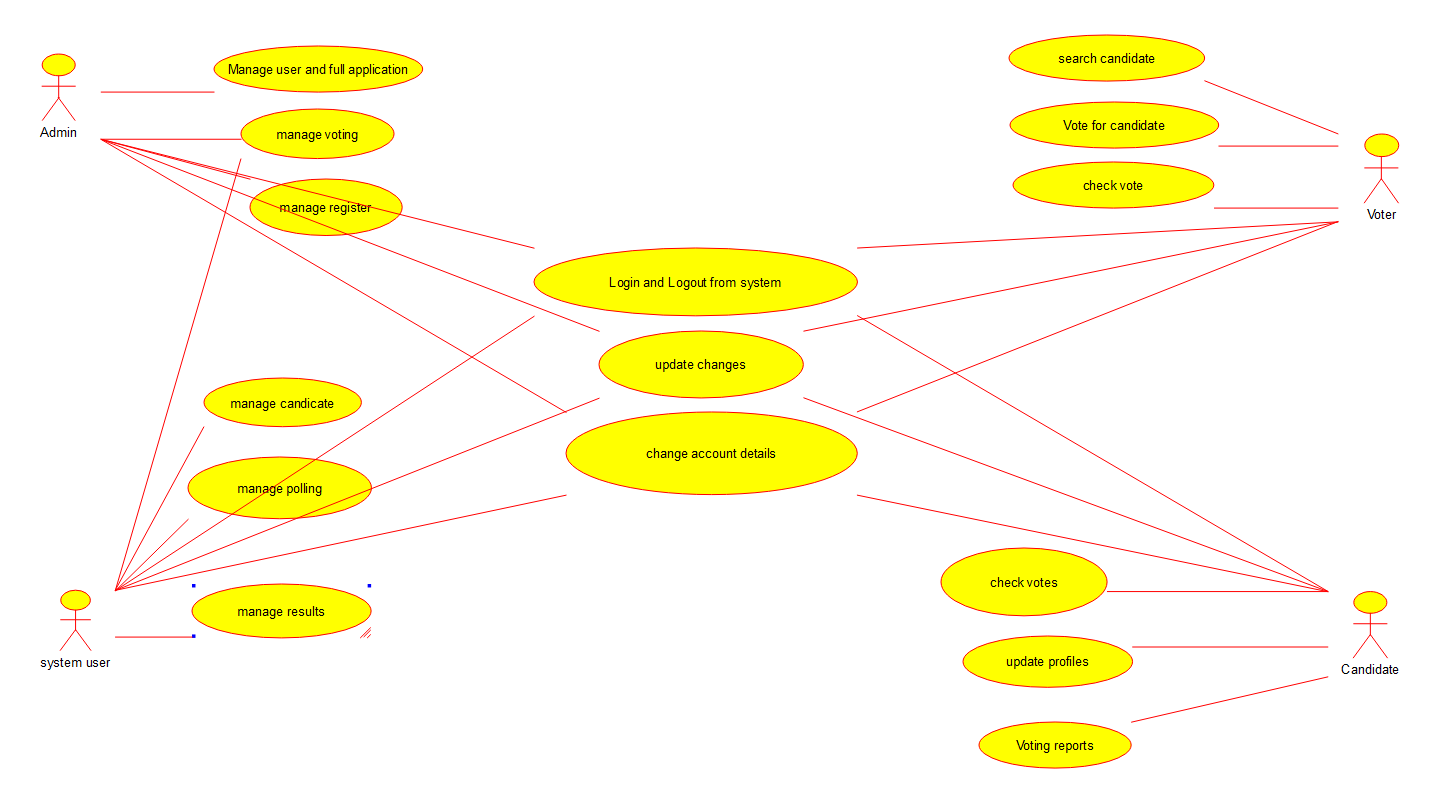 Manage user and full application
manage voting
Admin
manage register
search candidate
Vote for candidate
check vote
Voter
Login and Logout from system
update changes
change account details
manage candicate
manage polling
manage results
system user
check votes
update profiles
Candidate
Voting reports